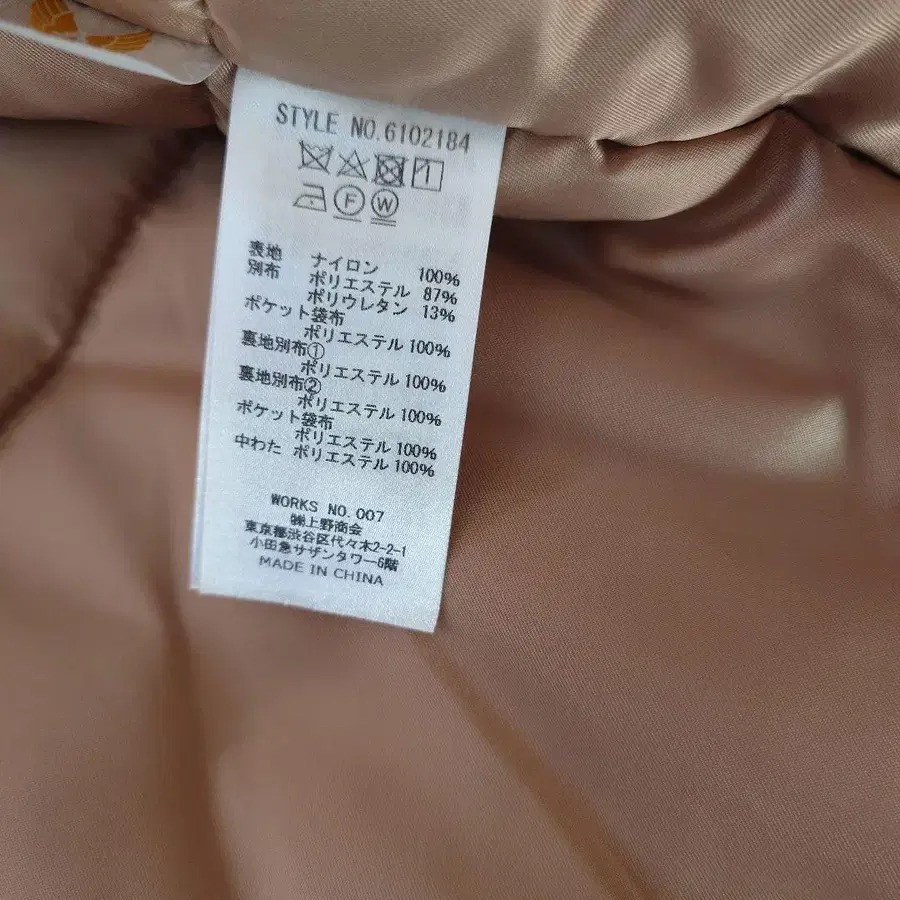 STYLE NO.6102184
F W
表地 ナイロン 100%
別布 ポリエステル 87%
ポリウレタン 13%
ポケット袋布
ポリエステル 100%
裏地別布①
ポリエステル 100%
裏地別布②
ポリエステル 100%
ポケット袋布
ポリエステル 100%
中わた ポリエステル 100%
WORKS NO.007
㈱上野商会
東京都渋谷区代々木2-2-1
小田急サザンタワー6階
MADE IN CHINA